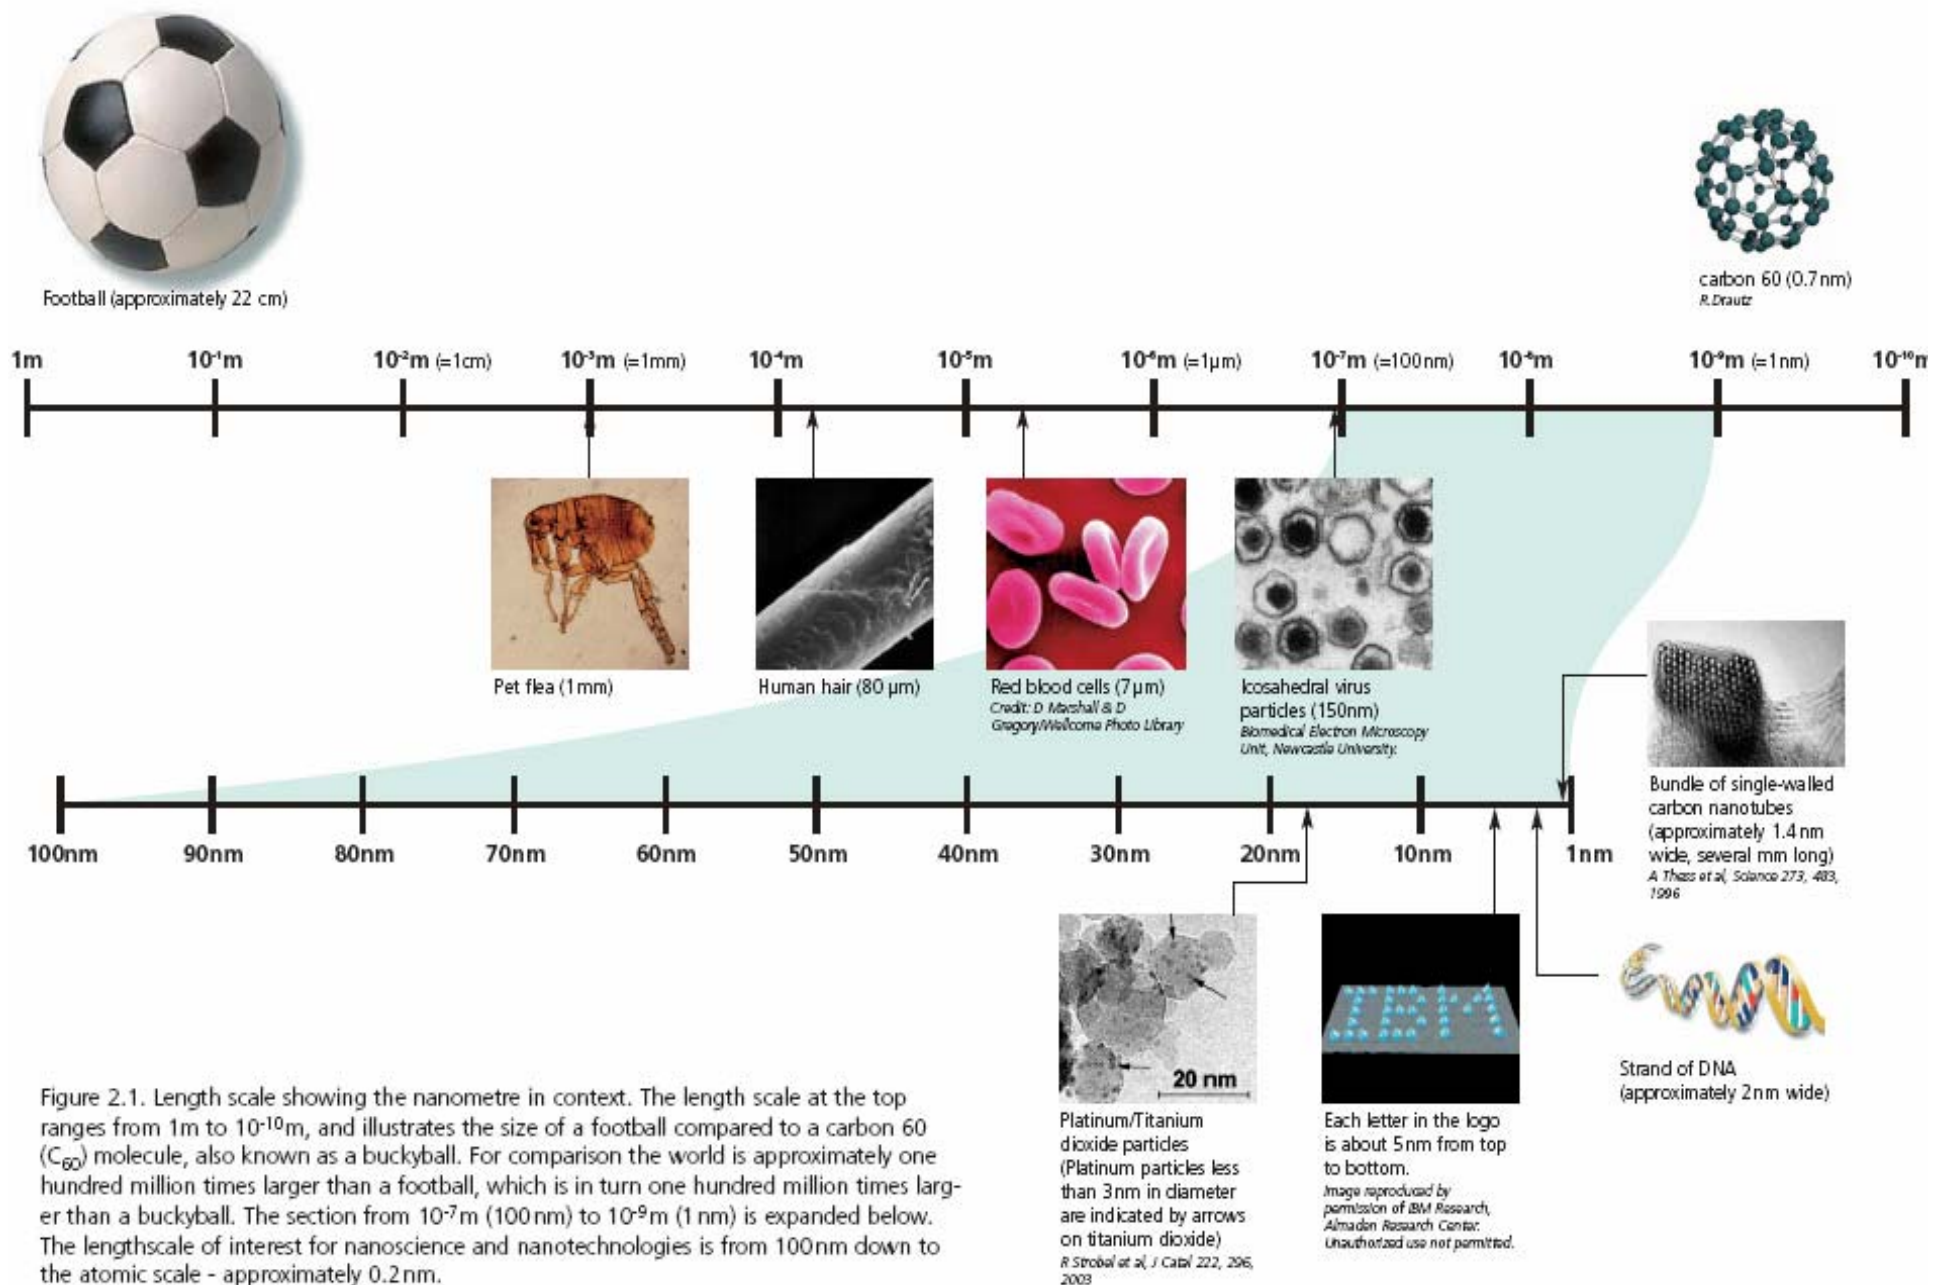 Football (approximately 22 cm)
carbon 60 (0.7nm)
R.Drautz
1m
10⁻¹m
10⁻²m (=1cm)
10⁻³m (=1mm)
10⁻⁴m
10⁻⁵m
10⁻⁶m (=1μm)
10⁻⁷m (=100nm)
10⁻⁸m
10⁻⁹m (=1nm)
10⁻¹⁰m
Pet flea (1mm)
Human hair (80 μm)
Red blood cells (7μm)
Credit: D Marshall & D
Gregory/Wellcome Photo Library
Icosahedral virus
particles (150nm)
Biomedical Electron Microscopy
Unit, Newcastle University.
Bundle of single-walled
carbon nanotubes
(approximately 1.4nm
wide, several mm long)
A Thess et al, Science 273, 483,
1996
100nm
90nm
80nm
70nm
60nm
50nm
40nm
30nm
20nm
10nm
1nm
20 nm
Platinum/Titanium
dioxide particles
(Platinum particles less
than 3nm in diameter
are indicated by arrows
on titanium dioxide)
R Strobel et al, J Catal 222, 296,
2003
IBM
Each letter in the logo
is about 5nm from top
to bottom.
Image reproduced by
permission of IBM Research,
Almaden Research Center.
Unauthorized use not permitted.
Strand of DNA
(approximately 2nm wide)
Figure 2.1. Length scale showing the nanometre in context. The length scale at the top
ranges from 1m to 10⁻¹⁰m, and illustrates the size of a football compared to a carbon 60
(C₆₀) molecule, also known as a buckyball. For comparison the world is approximately one
hundred million times larger than a football, which is in turn one hundred million times larg-
er than a buckyball. The section from 10⁻⁷m (100nm) to 10⁻⁹m (1 nm) is expanded below.
The lengthscale of interest for nanoscience and nanotechnologies is from 100nm down to
the atomic scale - approximately 0.2nm.